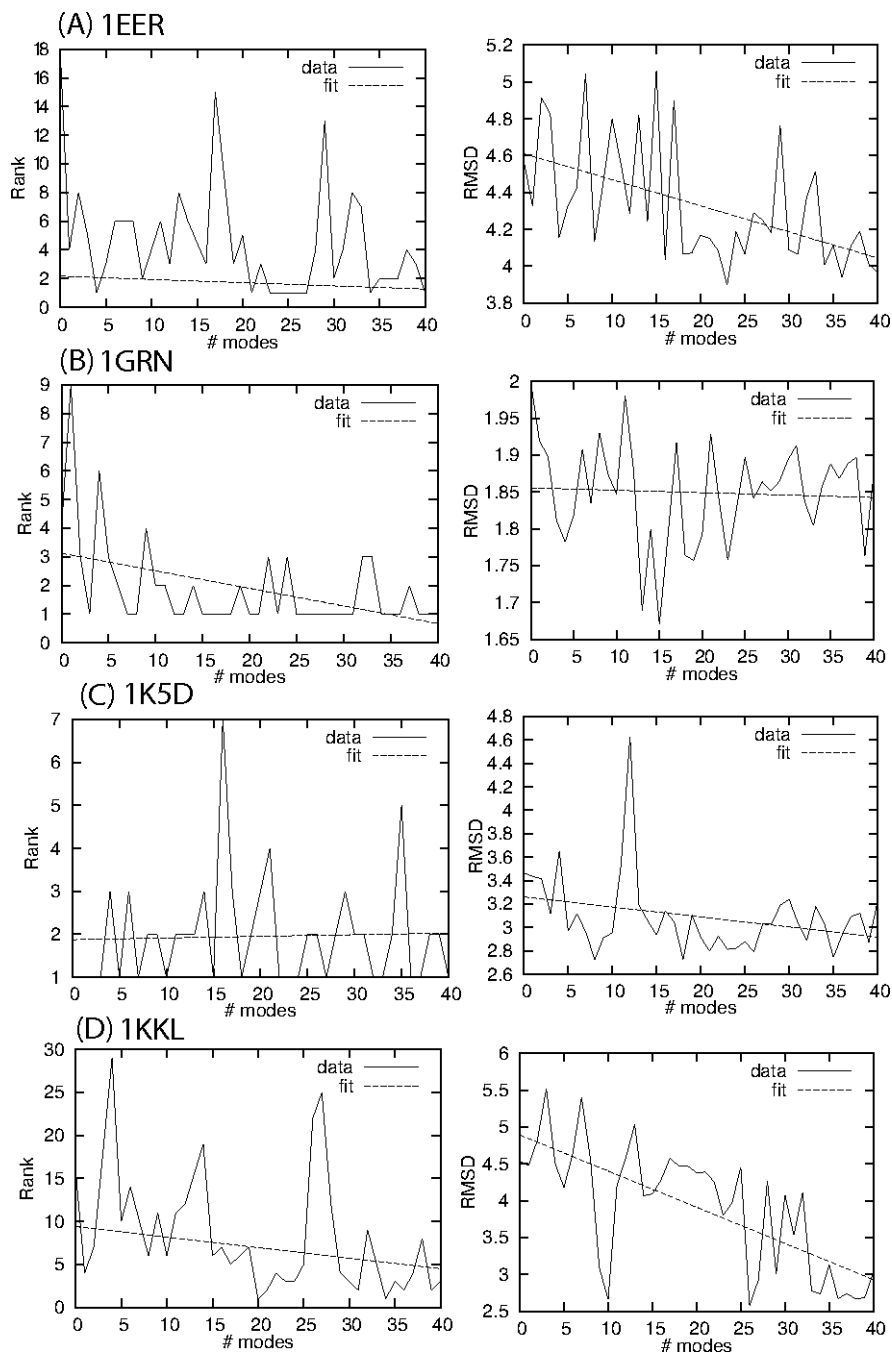 (A) 1EER
18
16
14
12
10
8
6
4
2
0
Rank
data
fit
0 5 10 15 20 25 30 35 40
# modes
5.2
5
4.8
4.6
4.4
4.2
4
3.8
RMSD
data
fit
0 5 10 15 20 25 30 35 40
# modes
(B) 1GRN
9
8
7
6
5
4
3
2
1
0
Rank
data
fit
0 5 10 15 20 25 30 35 40
# modes
2
1.95
1.9
1.85
1.8
1.75
1.7
1.65
RMSD
data
fit
0 5 10 15 20 25 30 35 40
# modes
(C) 1K5D
7
6
5
4
3
2
1
Rank
data
fit
0 5 10 15 20 25 30 35 40
# modes
4.8
4.6
4.4
4.2
4
3.8
3.6
3.4
3.2
3
2.8
2.6
RMSD
data
fit
0 5 10 15 20 25 30 35 40
# modes
(D) 1KKL
30
25
20
15
10
5
0
Rank
data
fit
0 5 10 15 20 25 30 35 40
# modes
6
5.5
5
4.5
4
3.5
3
2.5
RMSD
data
fit
0 5 10 15 20 25 30 35 40
# modes